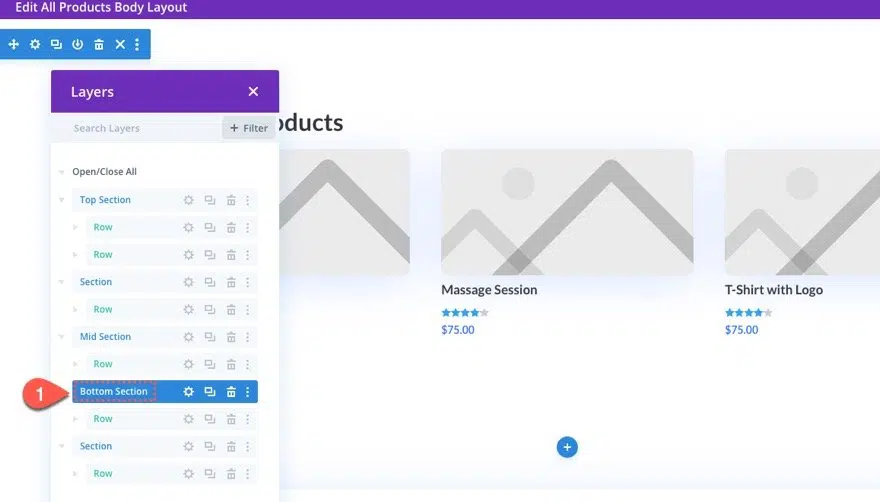 Edit All Products Body Layout
Layers
Search Layers
+ Filter
Open/Close All
Top Section
Row
Row
Section
Row
Mid Section
Row
1
Bottom Section
Row
Section
Row
oducts
Massage Session
$75.00
T-Shirt with Logo
$75.00